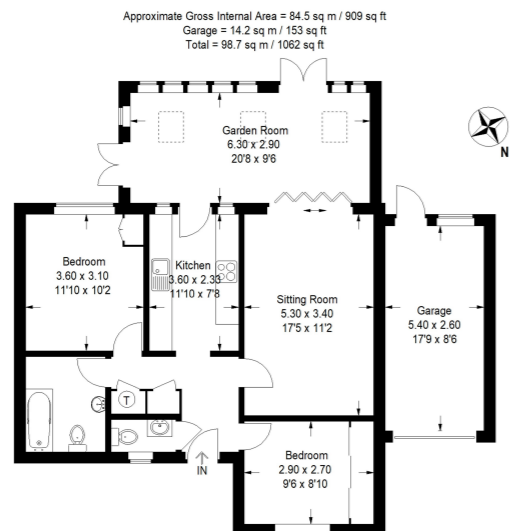 Approximate Gross Internal Area = 84.5 sq m / 909 sq ft
Garage = 14.2 sq m / 153 sq ft
Total = 98.7 sq m / 1062 sq ft
Garden Room
6.30 x 2.90
20'8 x 9'6
N
Bedroom
3.60 x 3.10
11'10 x 10'2
Kitchen
3.60 x 2.33
11'10 x 7'8
Sitting Room
5.30 x 3.40
17'5 x 11'2
Garage
5.40 x 2.60
17'9 x 8'6
T
IN
Bedroom
2.90 x 2.70
9'6 x 8'10